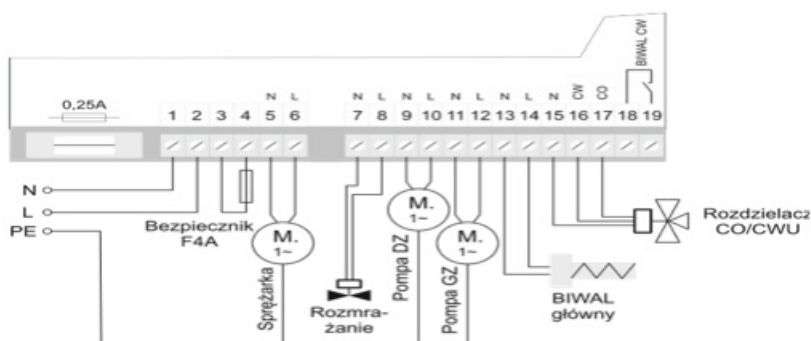 BIWAL CW
0,25A
N L N L N L N L N L N CW CO
1 2 3 4 5 6 7 8 9 10 11 12 13 14 15 16 17 18 19
N
L
PE
Bezpiecznik
F4A
M.
1~
Sprężarka
Rozmra-
żanie
M.
1~
Pompa DZ
M.
1~
Pompa GZ
BIWAL
główny
Rozdzielacz
CO/CWU